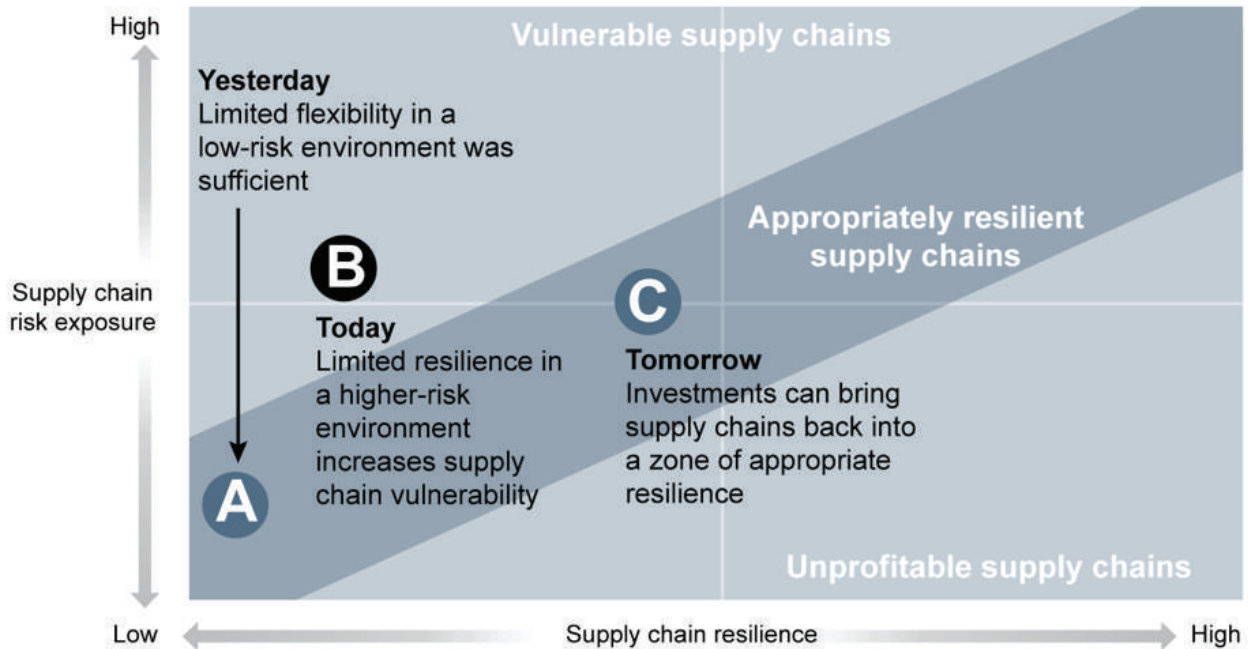 High
Vulnerable supply chains
Yesterday
Limited flexibility in a
low-risk environment was
sufficient
Appropriately resilient
supply chains
B
C
Supply chain
risk exposure
Today
Limited resilience in
a higher-risk
environment
increases supply
chain vulnerability
Tomorrow
Investments can bring
supply chains back into
a zone of appropriate
resilience
A
Unprofitable supply chains
Low
Supply chain resilience
High